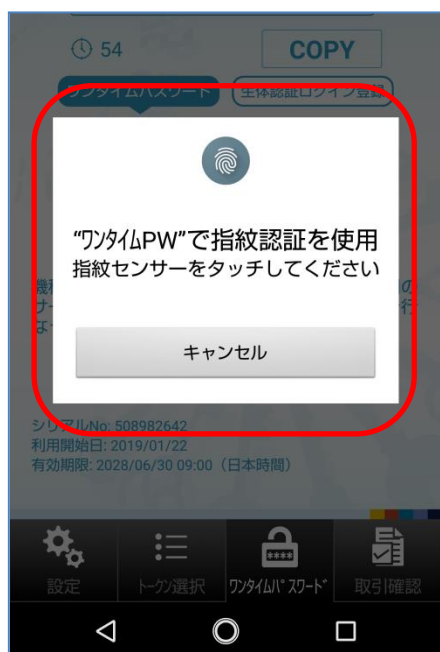 54
COPY
ワンタイムパスワード
生体認証ログイン登録
“ワンタイムPW”で指紋認証を使用
指紋センサーをタッチしてください
キャンセル
シリアルNo: 508982642
利用開始日: 2019/01/22
有効期限: 2028/06/30 09:00（日本時間）
****
設定
トークン選択
ワンタイムパスワード
取引確認